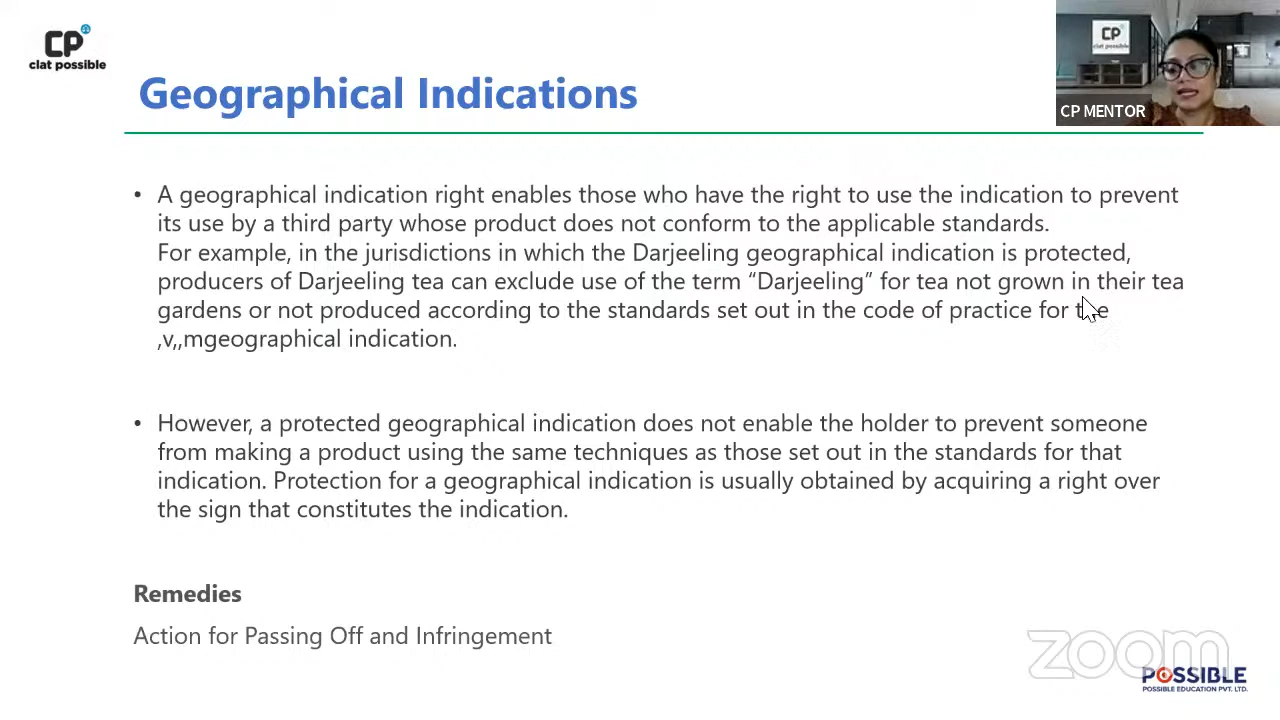 CP
clat possible
Geographical Indications
CP
clat possible
CP MENTOR
• A geographical indication right enables those who have the right to use the indication to prevent
its use by a third party whose product does not conform to the applicable standards.
For example, in the jurisdictions in which the Darjeeling geographical indication is protected,
producers of Darjeeling tea can exclude use of the term “Darjeeling” for tea not grown in their tea
gardens or not produced according to the standards set out in the code of practice for the
,v,,mgeographical indication.
• However, a protected geographical indication does not enable the holder to prevent someone
from making a product using the same techniques as those set out in the standards for that
indication. Protection for a geographical indication is usually obtained by acquiring a right over
the sign that constitutes the indication.
Remedies
Action for Passing Off and Infringement
zoom
POSSIBLE
POSSIBLE EDUCATION PVT. LTD.